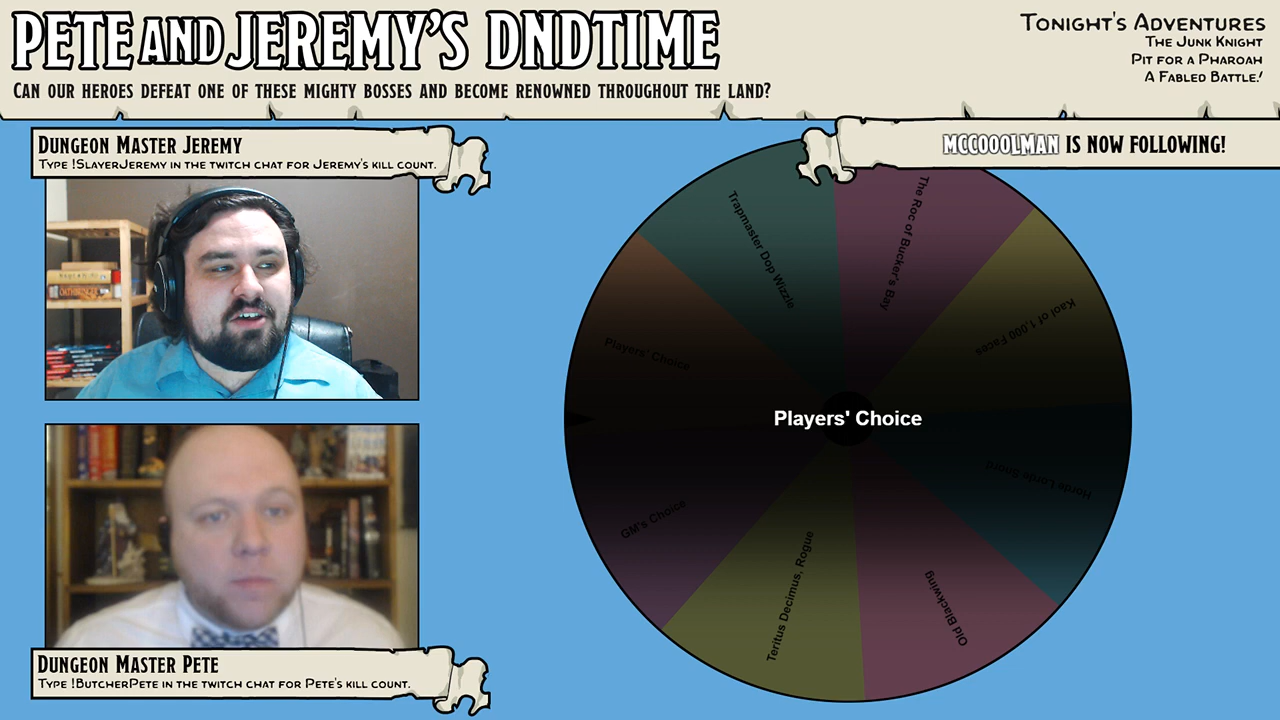 PETE AND JEREMY'S DNDTIME
CAN OUR HEROES DEFEAT ONE OF THESE MIGHTY BOSSES AND BECOME RENOWNED THROUGHOUT THE LAND?
TONIGHT'S ADVENTURES
THE JUNK KNIGHT
PIT FOR A PHAROAH
A FABLED BATTLE!
DUNGEON MASTER JEREMY
TYPE !SLAYERJEREMY IN THE TWITCH CHAT FOR JEREMY'S KILL COUNT.
MCCOOOLMAN IS NOW FOLLOWING!
Trapmaster Dop Wizzle
The Roc of Bucker's Bay
Kaol of 1,000 Faces
Players' Choice
Players' Choice
Horde Lorde Snord
GM's Choice
Teritus Decimus, Rogue
Old Blackwing
OATHBRINGER
DUNGEON MASTER PETE
TYPE !BUTCHERPETE IN THE TWITCH CHAT FOR PETE'S KILL COUNT.